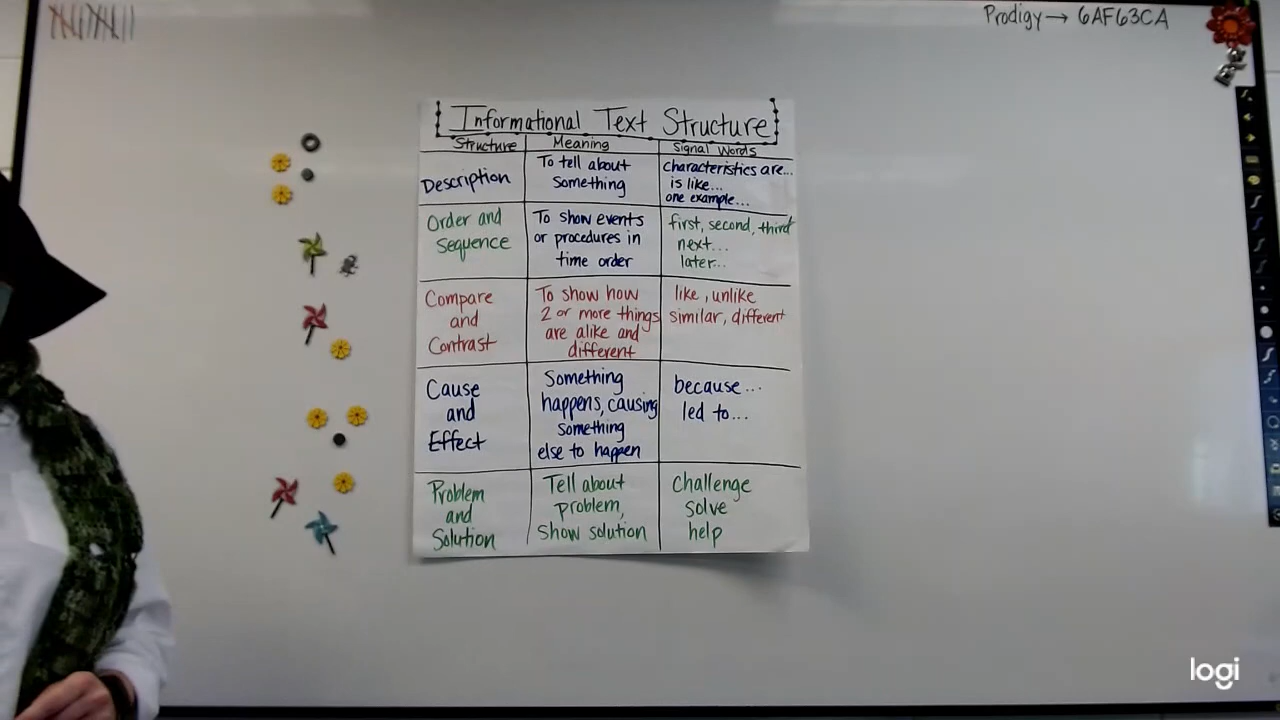 Prodigy → 6AF63CA
Informational Text Structure
Structure Meaning Signal Words
Description
To tell about
something
characteristics are...
is like...
one example...
Order and
Sequence
To show events
or procedures in
time order
first, second, third
next...
later...
Compare
and
Contrast
To show how
2 or more things
are alike and
different
like, unlike
similar, different
Cause
and
Effect
Something
happens, causing
something
else to happen
because...
led to...
Problem
and
Solution
Tell about
problem,
show solution
challenge
solve
help
logi